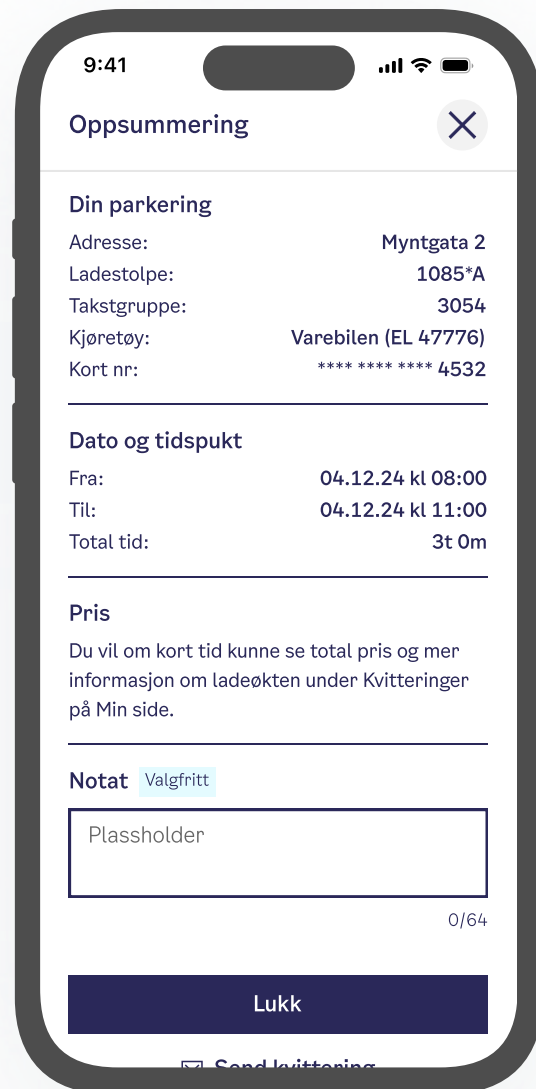 9:41
Oppsummering
Din parkering
Adresse: Myntgata 2
Ladestolpe: 1085*A
Takstgruppe: 3054
Kjøretøy: Varebilen (EL 47776)
Kort nr: **** **** **** 4532
Dato og tidspukt
Fra: 04.12.24 kl 08:00
Til: 04.12.24 kl 11:00
Total tid: 3t 0m
Pris
Du vil om kort tid kunne se total pris og mer
informasjon om ladeøkten under Kvitteringer
på Min side.
Notat Valgfritt
Plassholder
0/64
Lukk
Send kvittering